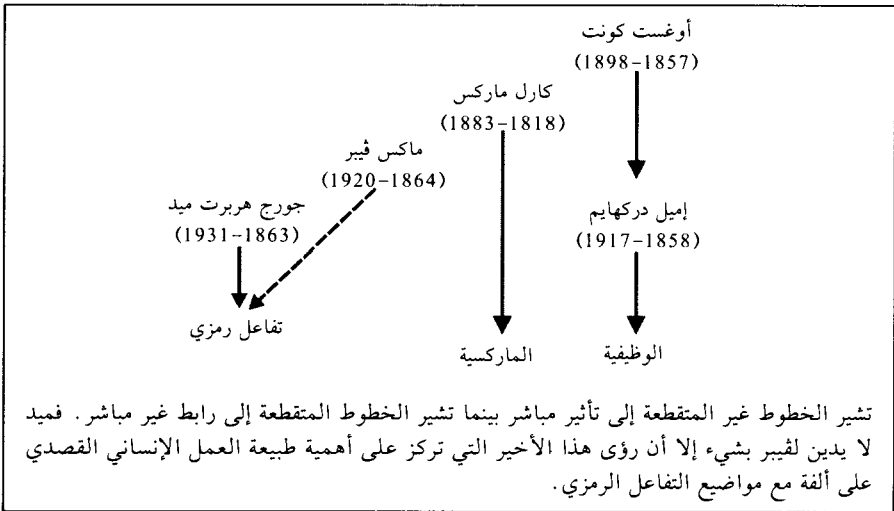 أوغست كونت
(1898-1857)
كارل ماركس
(1883-1818)
ماكس ڤيبر
(1920-1864)
جورج هربرت ميد
(1931-1863)
إميل دركهايم
(1917-1858)
تفاعل رمزي
الماركسية
الوظيفية
تشير الخطوط غير المتقطعة إلى تأثير مباشر بينما تشير الخطوط المتقطعة إلى رابط غير مباشر. فميد
لا يدين لڤيبر بشيء إلا أن رؤى هذا الأخير التي تركز على أهمية طبيعة العمل الإنساني القصدي
على ألفة مع مواضيع التفاعل الرمزي.